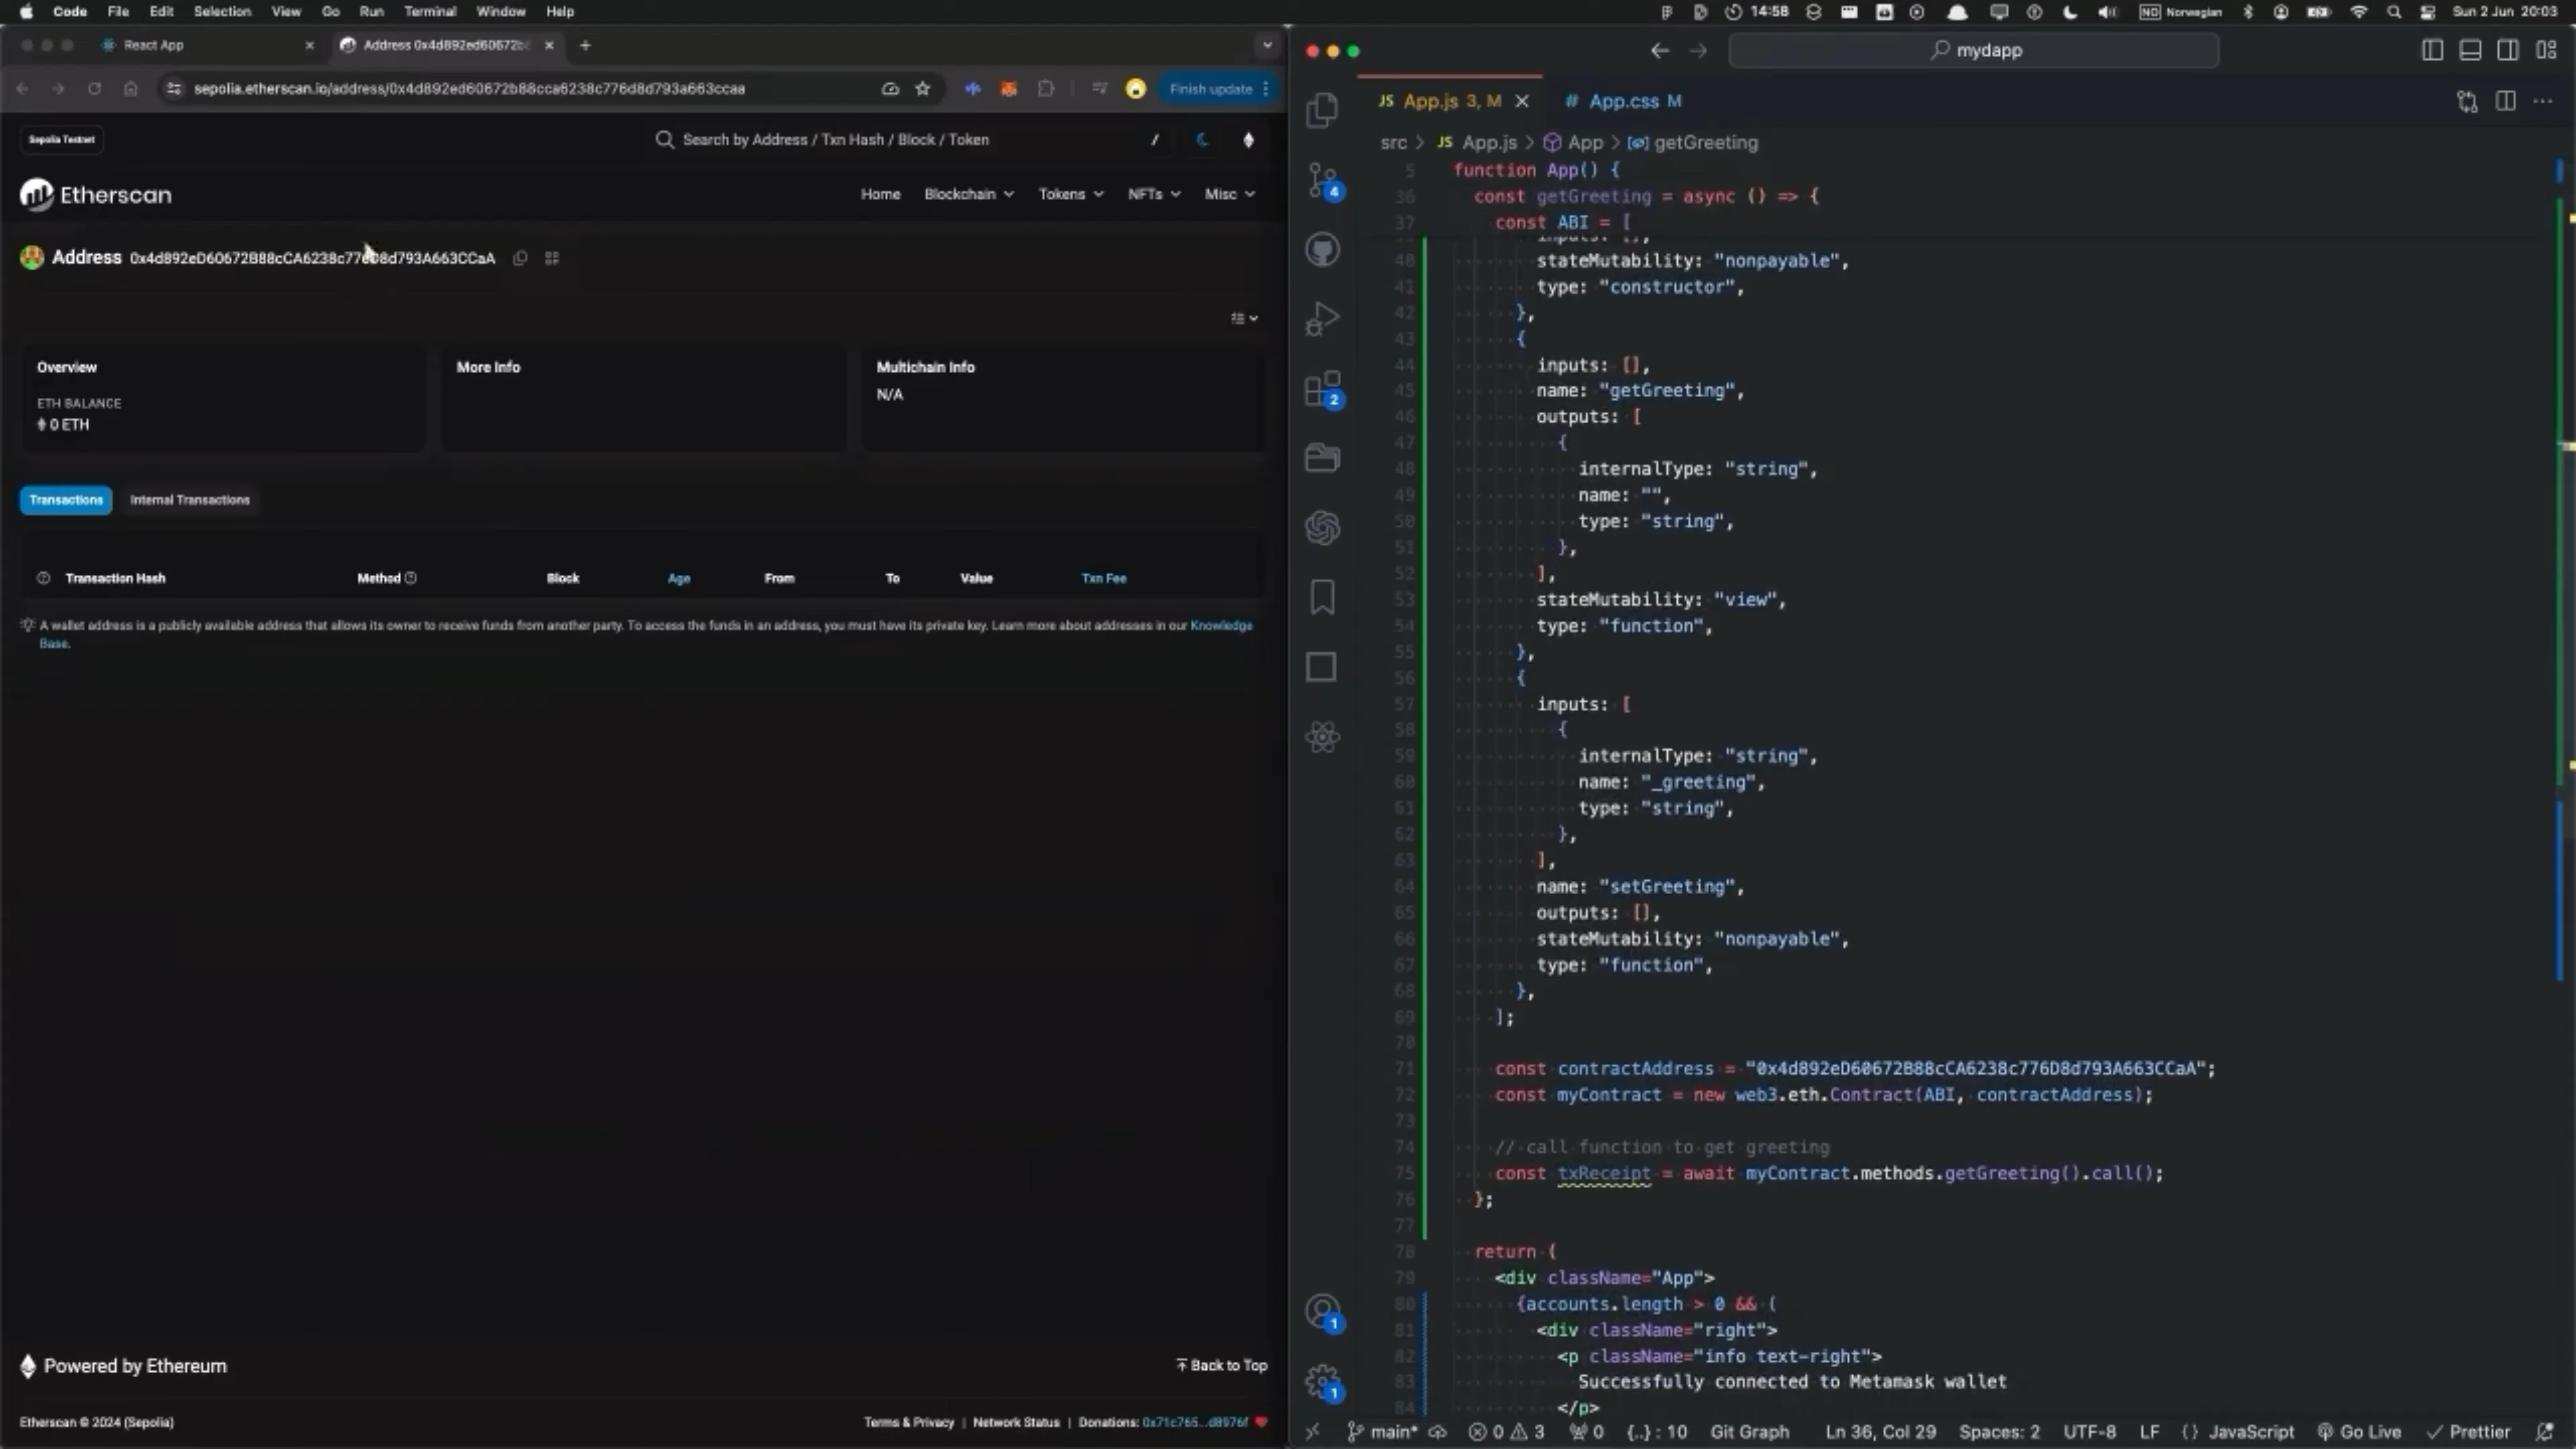 Code File Edit Selection View Go Run Terminal Window Help
14:58 NO Norwegian Sun 2 Jun 20:03
React App
Address 0x4d892ed60672b8
sepolia.etherscan.io/address/0x4d892ed60672b88cca6238c776d8d793a663ccaa
Finish update
Sepolia Testnet
Search by Address / Txn Hash / Block / Token
/
Etherscan
Home Blockchain Tokens NFTs Misc
Address 0x4d892eD60672B88cCA6238c776D8d793A663CCaA
Overview
ETH BALANCE
0 ETH
More Info
Multichain Info
N/A
Transactions Internal Transactions
Transaction Hash Method Block Age From To Value Txn Fee
A wallet address is a publicly available address that allows its owner to receive funds from another party. To access the funds in an address, you must have its private key. Learn more about addresses in our Knowledge
Base.
Powered by Ethereum
Back to Top
Etherscan © 2024 (Sepolia)
Terms & Privacy | Network Status | Donations: 0x71c765...d8976f
mydapp
JS App.js 3, M
# App.css M
src > JS App.js > App > getGreeting
5 function App() {
36 const getGreeting = async () => {
37 const ABI = [
inputs: [],
40 stateMutability: "nonpayable",
41 type: "constructor",
42 },
43 {
44 inputs: [],
45 name: "getGreeting",
46 outputs: [
47 {
48 internalType: "string",
49 name: "",
50 type: "string",
51 },
52 ],
53 stateMutability: "view",
54 type: "function",
55 },
56 {
57 inputs: [
58 {
59 internalType: "string",
60 name: "_greeting",
61 type: "string",
62 },
63 ],
64 name: "setGreeting",
65 outputs: [],
66 stateMutability: "nonpayable",
67 type: "function",
68 },
69 ];
70
71 const contractAddress = "0x4d892eD60672B88cCA6238c776D8d793A663CCaA";
72 const myContract = new web3.eth.Contract(ABI, contractAddress);
73
74 // call function to get greeting
75 const txReceipt = await myContract.methods.getGreeting().call();
76 };
77
78 return (
79 <div className="App">
80 {accounts.length > 0 && (
81 <div className="right">
82 <p className="info text-right">
83 Successfully connected to Metamask wallet
84 </p>
4
2
1
1
main* 0 3 0 {..} : 10 Git Graph Ln 36, Col 29 Spaces: 2 UTF-8 LF {} JavaScript Go Live Prettier